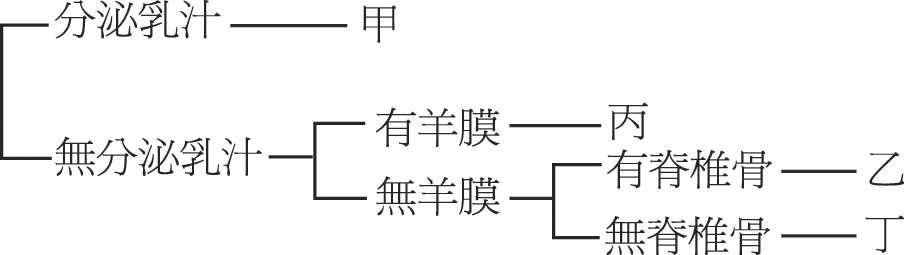 分泌乳汁 甲
無分泌乳汁
有羊膜 丙
無羊膜
有脊椎骨 乙
無脊椎骨 丁